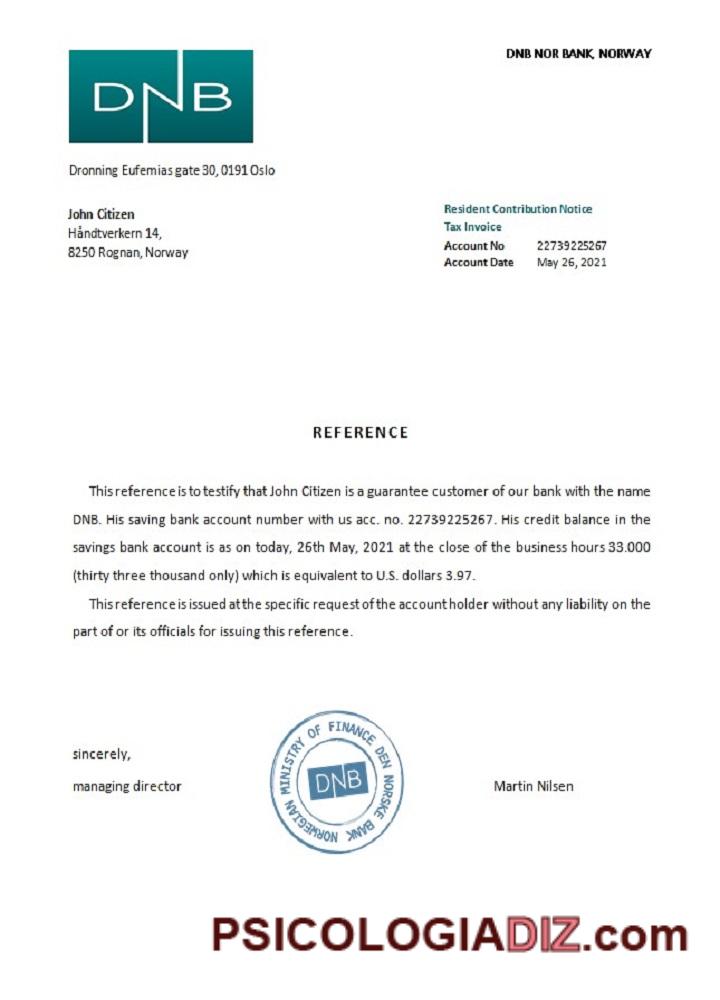 DNB
DNB NOR BANK, NORWAY
Dronning Eufemias gate 30, 0191 Oslo
John Citizen
Håndtverkern 14,
8250 Rognan, Norway
Resident Contribution Notice
Tax Invoice
Account No 22739225267
Account Date May 26, 2021
REFERENCE
This reference is to testify that John Citizen is a guarantee customer of our bank with the name
DNB. His saving bank account number with us acc. no. 22739225267. His credit balance in the
savings bank account is as on today, 26th May, 2021 at the close of the business hours 33.000
(thirty three thousand only) which is equivalent to U.S. dollars 3.97.
This reference is issued at the specific request of the account holder without any liability on the
part of or its officials for issuing this reference.
sincerely,
managing director
NORWEGIAN MINISTRY OF FINANCE DEN NORSKE BANK
DNB
Martin Nilsen
PSICOLOGIADIZ.com